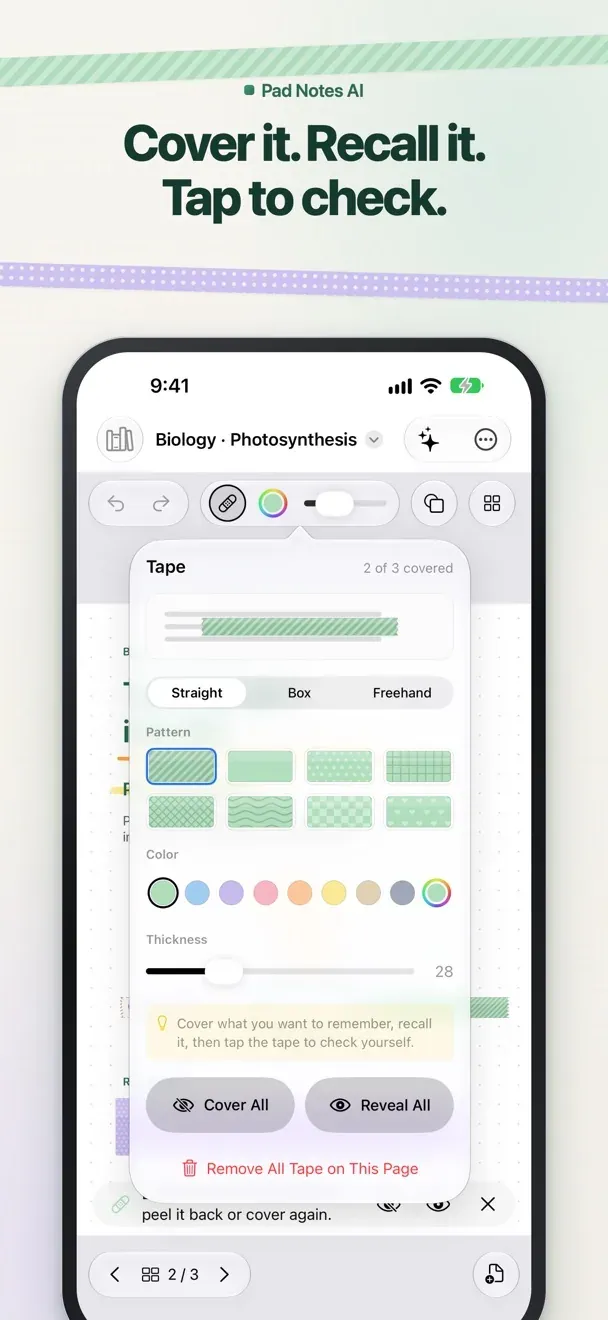 Pad Notes AI
Cover it. Recall it.
Tap to check.
9:41
Biology · Photosynthesis
Tape
2 of 3 covered
Straight
Box
Freehand
Pattern
Color
Thickness
28
Cover what you want to remember, recall
it, then tap the tape to check yourself.
Cover All
Reveal All
Remove All Tape on This Page
peel it back or cover again.
2 / 3